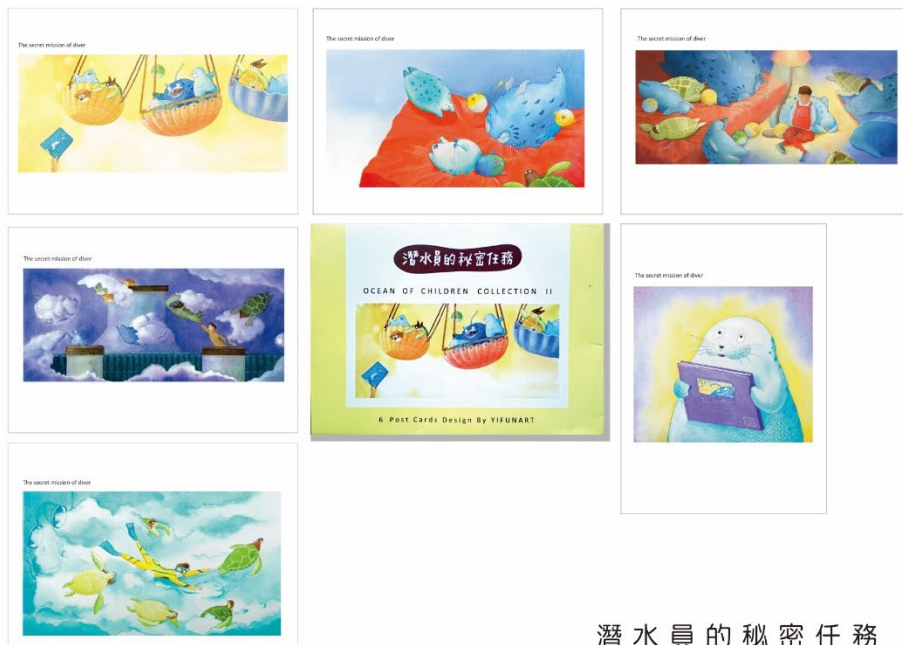 The secret mission of diver
The secret mission of diver
The secret mission of diver
The secret mission of diver
潛水員的秘密任務
OCEAN OF CHILDREN COLLECTION II
6 Post Cards Design By YIFUNART
The secret mission of diver
The secret mission of diver
潛水員的秘密任務